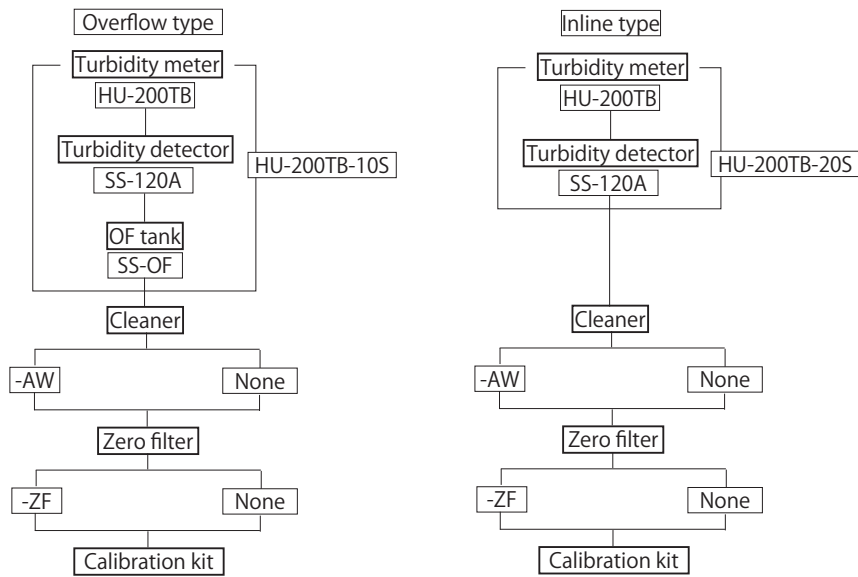 Overflow type
Turbidity meter
HU-200TB
Turbidity detector
SS-120A
HU-200TB-10S
OF tank
SS-OF
Cleaner
-AW
None
Zero filter
-ZF
None
Calibration kit
Inline type
Turbidity meter
HU-200TB
Turbidity detector
SS-120A
HU-200TB-20S
Cleaner
-AW
None
Zero filter
-ZF
None
Calibration kit